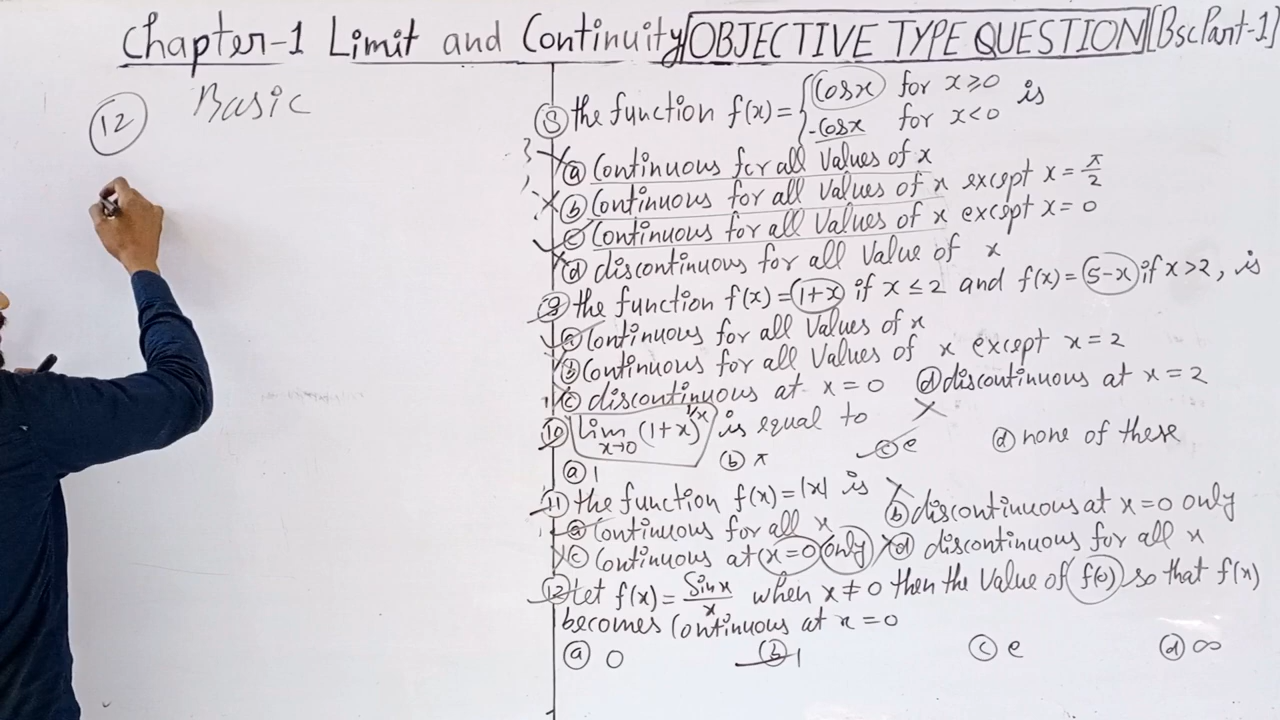 Chapter-1 Limit and Continuity OBJECTIVE TYPE QUESTION [Bsc Part-1]
(12) Basic
(8) the function f(x) = { cosx for x ≥ 0
-cosx for x < 0 is
(a) Continuous for all Values of x
(b) Continuous for all Values of x except x = π/2
(c) Continuous for all Values of x except x = 0
(d) discontinuous for all Value of x
(9) the function f(x) = (1+x) if x ≤ 2 and f(x) = (5-x) if x > 2, is
(a) Continuous for all Values of x
(b) Continuous for all Values of x except x = 2
(c) discontinuous at x = 0 (d) discontinuous at x = 2
(10) Lim x→0 (1+x)^1/x is equal to
(a) 1 (b) π (c) e (d) none of these
(11) the function f(x) = |x| is
(a) Continuous for all x (b) discontinuous at x = 0 only
(c) Continuous at x = 0 only (d) discontinuous for all x
(12) Let f(x) = Sinx/x when x ≠ 0 then the Value of f(0) so that f(x)
becomes Continuous at x = 0
(a) 0 (b) 1 (c) e (d) ∞